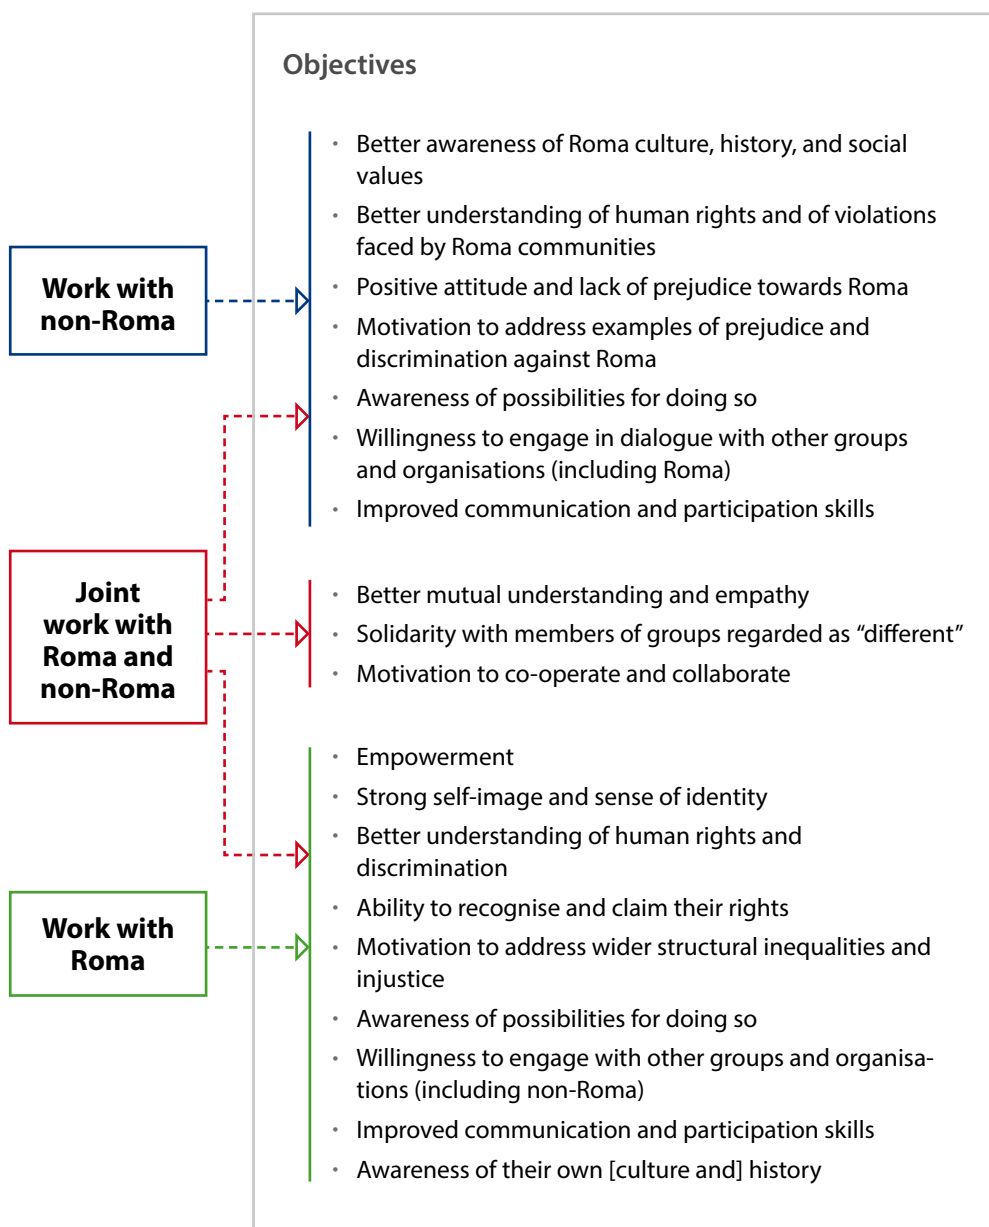 Objectives
Work with
non-Roma
• Better awareness of Roma culture, history, and social
values
• Better understanding of human rights and of violations
faced by Roma communities
• Positive attitude and lack of prejudice towards Roma
• Motivation to address examples of prejudice and
discrimination against Roma
• Awareness of possibilities for doing so
• Willingness to engage in dialogue with other groups
and organisations (including Roma)
• Improved communication and participation skills
Joint
work with
Roma and
non-Roma
• Better mutual understanding and empathy
• Solidarity with members of groups regarded as “different”
• Motivation to co-operate and collaborate
Work with
Roma
• Empowerment
• Strong self-image and sense of identity
• Better understanding of human rights and
discrimination
• Ability to recognise and claim their rights
• Motivation to address wider structural inequalities and
injustice
• Awareness of possibilities for doing so
• Willingness to engage with other groups and organisa-
tions (including non-Roma)
• Improved communication and participation skills
• Awareness of their own [culture and] history